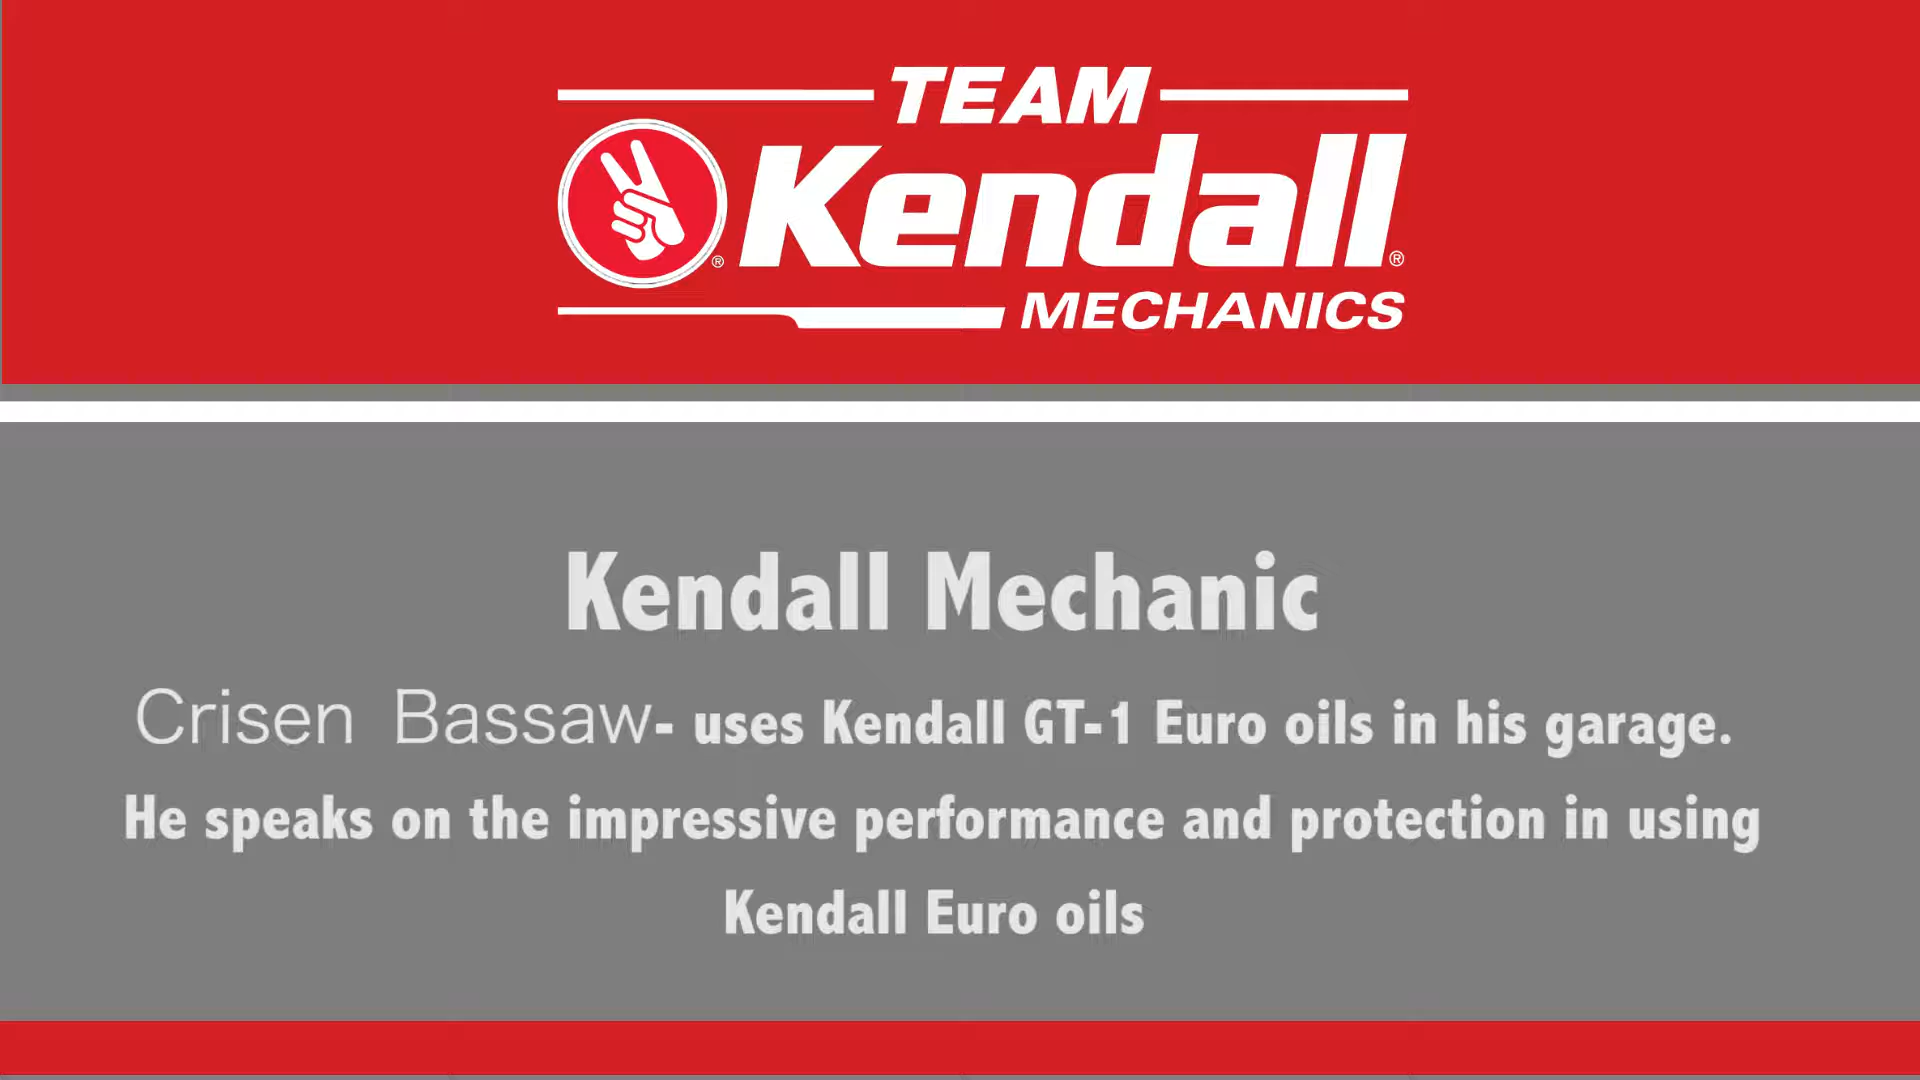 TEAM
Kendall®
®
MECHANICS
Kendall Mechanic
Crisen Bassaw- uses Kendall GT-1 Euro oils in his garage.
He speaks on the impressive performance and protection in using
Kendall Euro oils